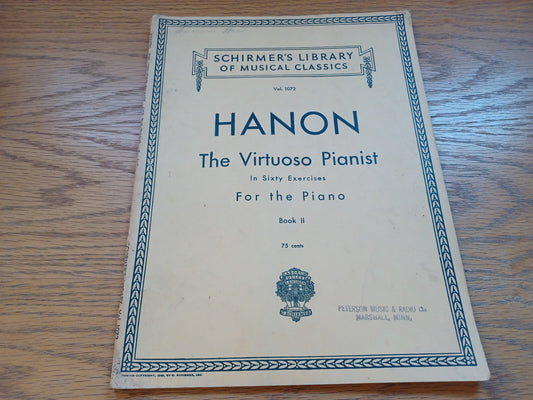 SCHIRMER'S LIBRARY
OF MUSICAL CLASSICS
Vol. 1072
HANON
The Virtuoso Pianist
In Sixty Exercises
For the Piano
Book II
75 cents
PETERSON MUSIC & RADIO Co.
MARSHALL, MINN.